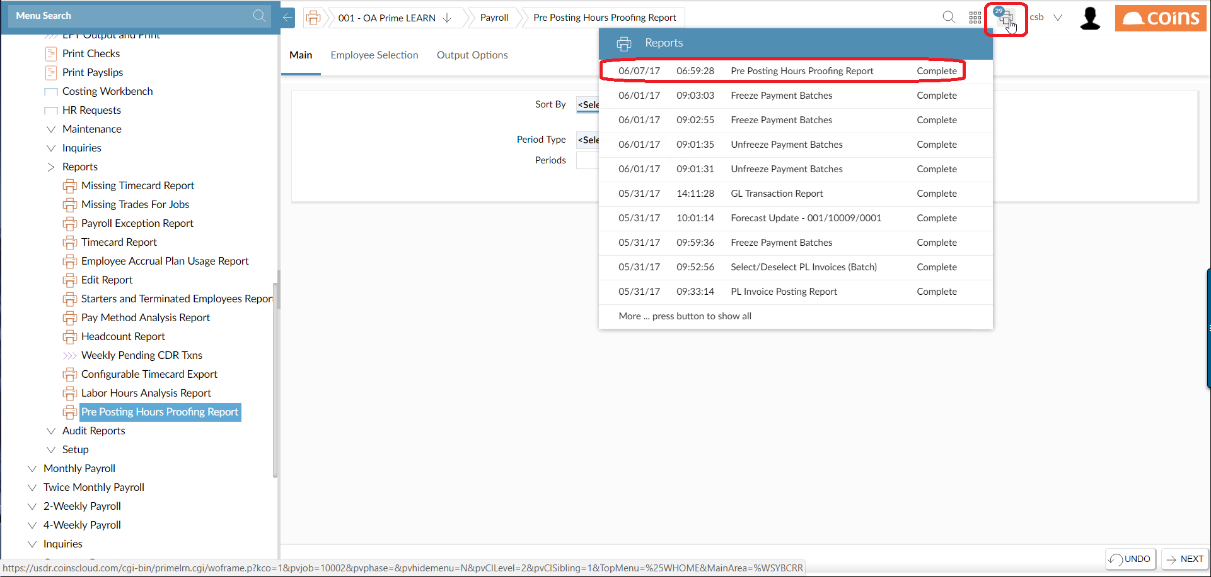 Menu Search
001 - OA Prime LEARN
Payroll
Pre Posting Hours Proofing Report
csb
coins
EFT Output and Print
Print Checks
Print Payslips
Costing Workbench
HR Requests
Maintenance
Inquiries
Reports
Missing Timecard Report
Missing Trades For Jobs
Payroll Exception Report
Timecard Report
Employee Accrual Plan Usage Report
Edit Report
Starters and Terminated Employees Repor
Pay Method Analysis Report
Headcount Report
Weekly Pending CDR Txns
Configurable Timecard Export
Labor Hours Analysis Report
Pre Posting Hours Proofing Report
Audit Reports
Setup
Monthly Payroll
Twice Monthly Payroll
2-Weekly Payroll
4-Weekly Payroll
Inquiries
Main Employee Selection Output Options
Sort By <Sele
Period Type <Sele
Periods
Reports
06/07/17 06:59:28 Pre Posting Hours Proofing Report Complete
06/01/17 09:03:03 Freeze Payment Batches Complete
06/01/17 09:02:55 Freeze Payment Batches Complete
06/01/17 09:01:35 Unfreeze Payment Batches Complete
06/01/17 09:01:31 Unfreeze Payment Batches Complete
05/31/17 14:11:28 GL Transaction Report Complete
05/31/17 10:01:14 Forecast Update - 001/10009/0001 Complete
05/31/17 09:59:36 Freeze Payment Batches Complete
05/31/17 09:52:56 Select/Deselect PL Invoices (Batch) Complete
05/31/17 09:33:14 PL Invoice Posting Report Complete
More ... press button to show all
UNDO
NEXT
https://usdr.coinscloud.com/cgi-bin/primelrn.cgi/woframe.p?kco=1&pvjob=10002&pvphase=&pvhidemenu=N&pvCILevel=2&pvCISibling=1&TopMenu=%25WHOME&MainArea=%WSYBCRR